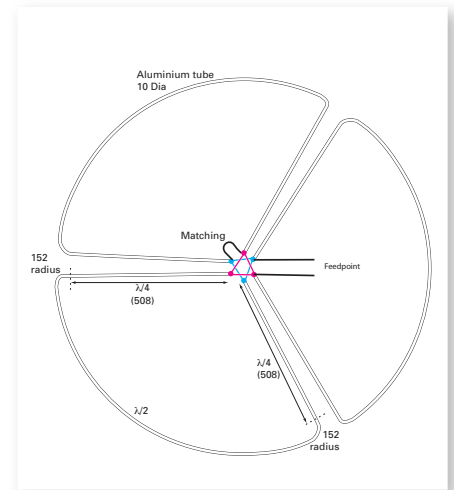 Aluminium tube
10 Dia
Matching
152
radius
Feedpoint
λ/4
(508)
λ/4
(508)
λ/2
152
radius